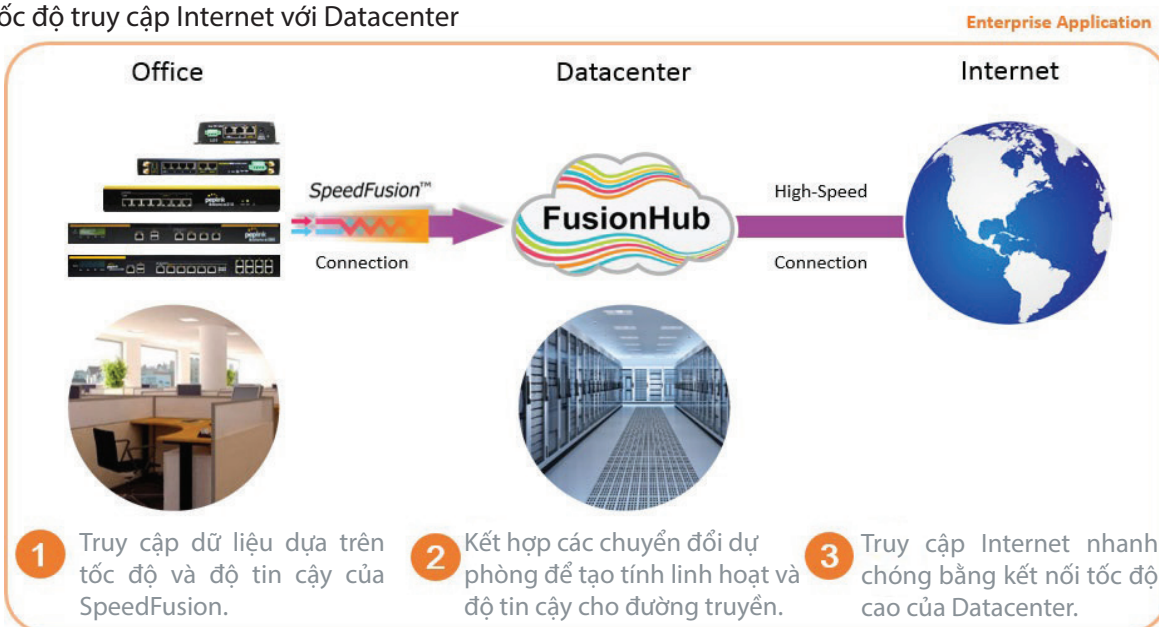 ốc độ truy cập Internet với Datacenter
Enterprise Application
Office
Datacenter
Internet
SpeedFusion™
Connection
FusionHub
High-Speed
Connection
peplink
peplink
1
Truy cập dữ liệu dựa trên
tốc độ và độ tin cậy của
SpeedFusion.
2
Kết hợp các chuyển đổi dự
phòng để tạo tính linh hoạt và
độ tin cậy cho đường truyền.
3
Truy cập Internet nhanh
chóng bằng kết nối tốc độ
cao của Datacenter.